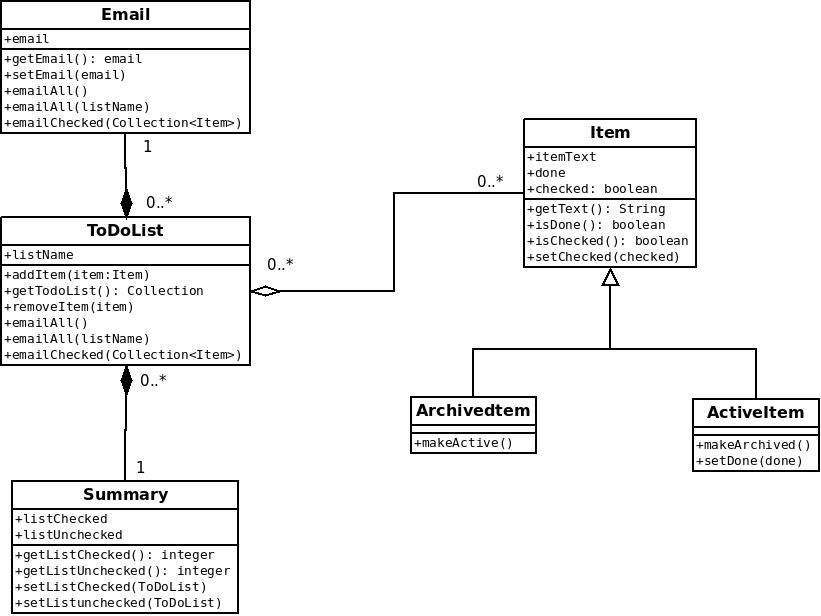 Email
+email
+getEmail(): email
+setEmail(email)
+emailAll()
+emailAll(listName)
+emailChecked(Collection<Item>)
1
0..*
ToDoList
+listName
+addItem(item:Item)
+getTodoList(): Collection
+removeItem(item)
+emailAll()
+emailAll(listName)
+emailChecked(Collection<Item>)
0..*
0..*
Item
+itemText
+done
+checked: boolean
+getText(): String
+isDone(): boolean
+isChecked(): boolean
+setChecked(checked)
0..*
1
Summary
+listChecked
+listUnchecked
+getListChecked(): integer
+getListUnchecked(): integer
+setListChecked(ToDoList)
+setListunchecked(ToDoList)
ArchivedItem
+makeActive()
ActiveItem
+makeArchived()
+setDone(done)